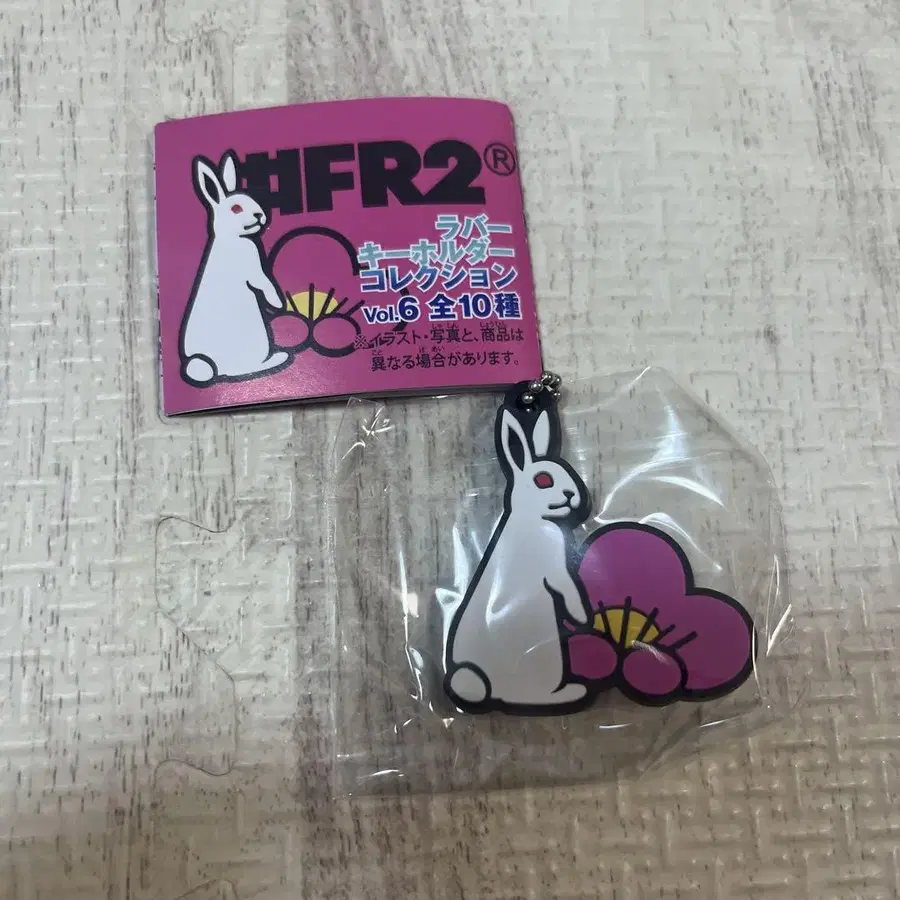 #FR2®
ラバー
キーホルダー
コレクション
Vol.6 全10種
※イラスト・写真と、商品は
異なる場合があります。